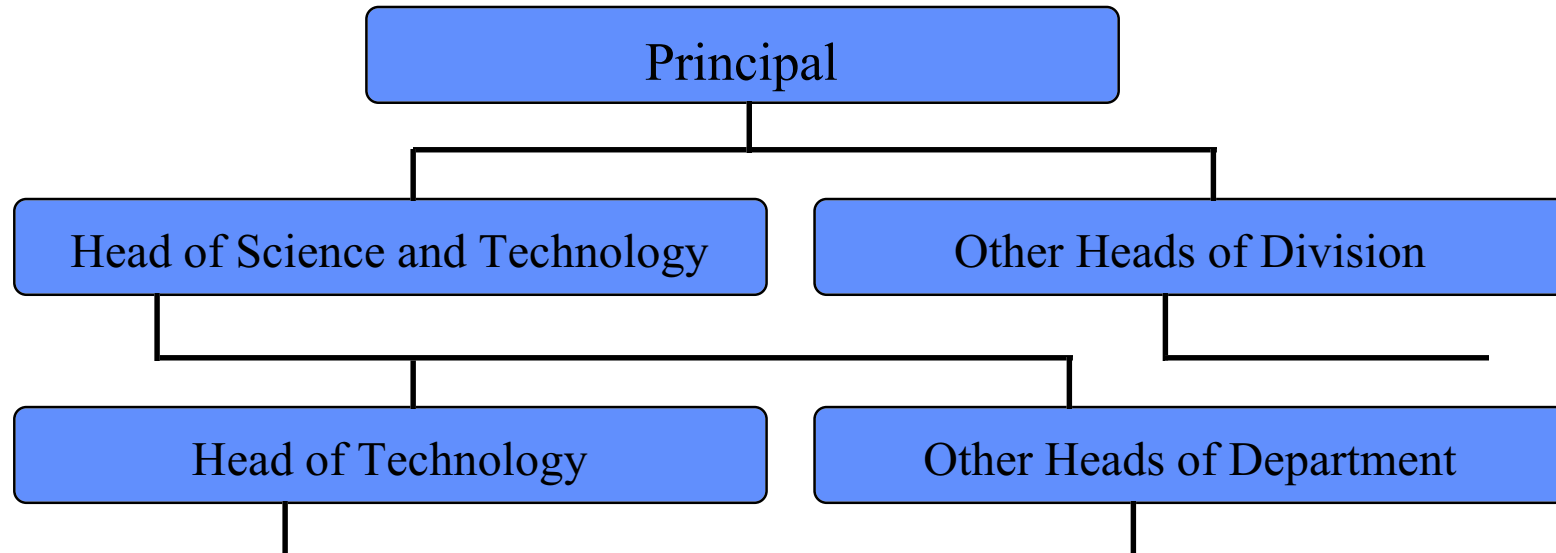 Principal
Head of Science and Technology
Other Heads of Division
Head of Technology
Other Heads of Department